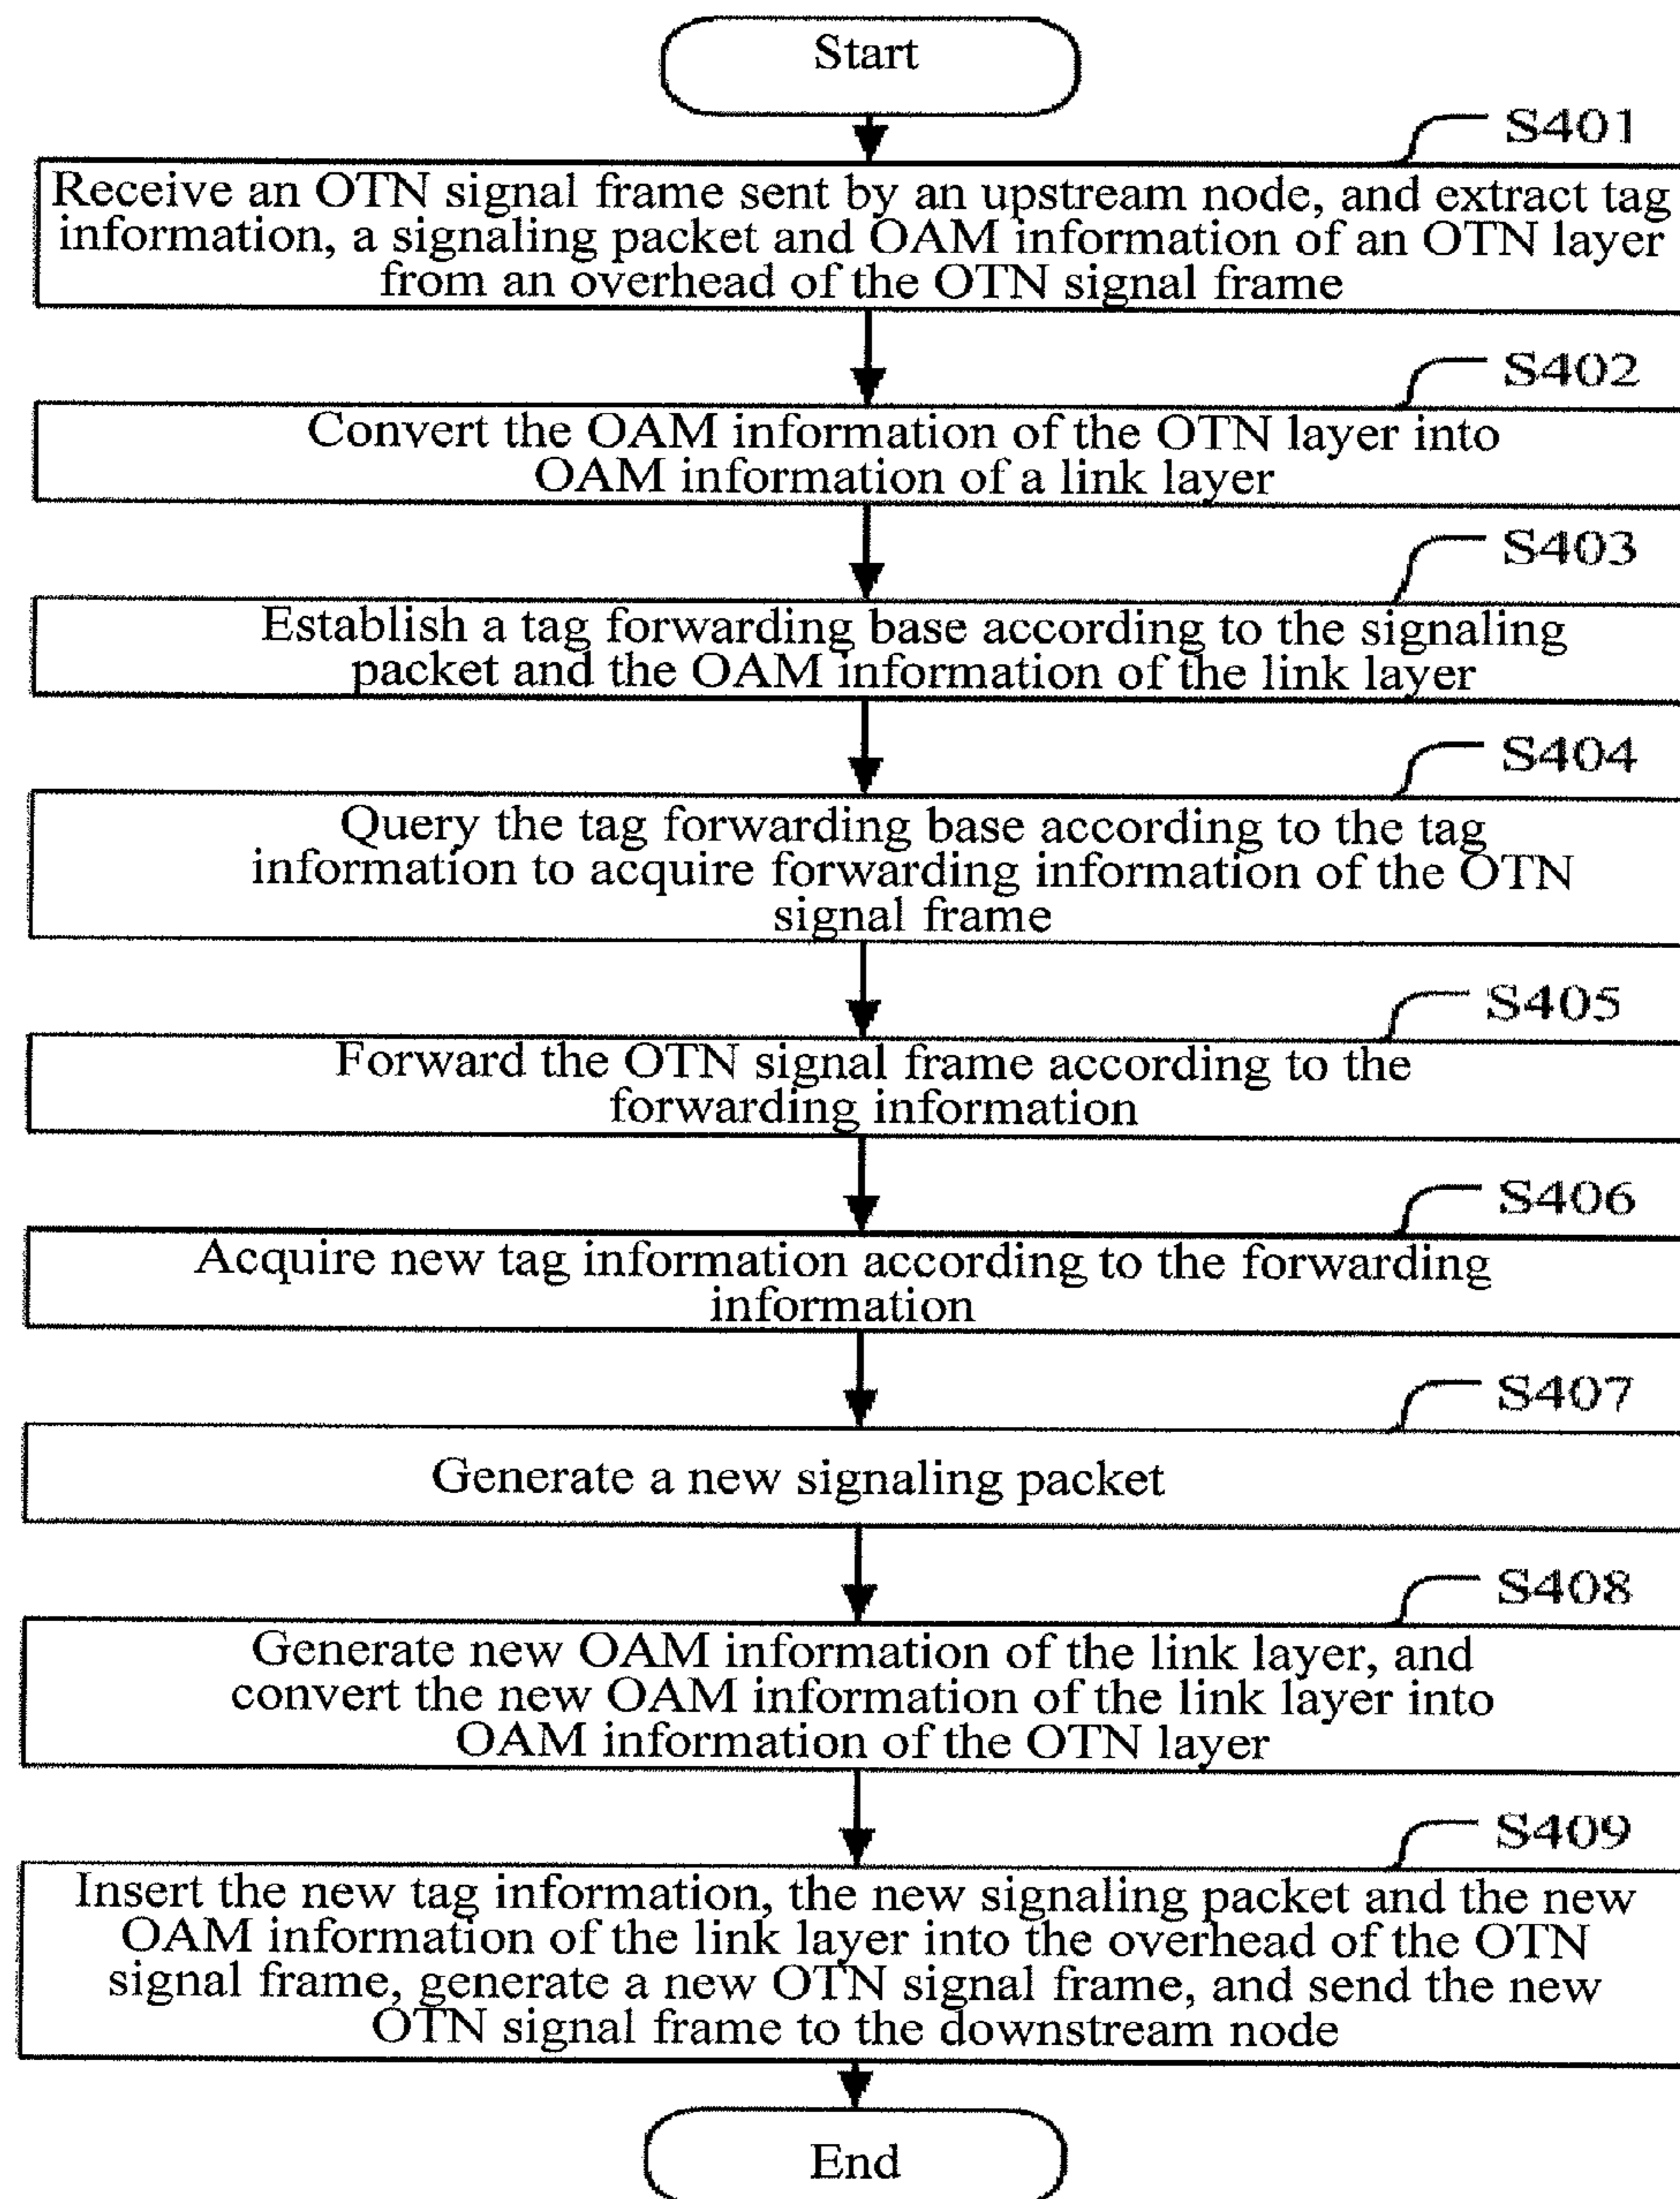 Start
S401
Receive an OTN signal frame sent by an upstream node, and extract tag
information, a signaling packet and OAM information of an OTN layer
from an overhead of the OTN signal frame
S402
Convert the OAM information of the OTN layer into
OAM information of a link layer
S403
Establish a tag forwarding base according to the signaling
packet and the OAM information of the link layer
S404
Query the tag forwarding base according to the tag
information to acquire forwarding information of the OTN
signal frame
S405
Forward the OTN signal frame according to the
forwarding information
S406
Acquire new tag information according to the forwarding
information
S407
Generate a new signaling packet
S408
Generate new OAM information of the link layer, and
convert the new OAM information of the link layer into
OAM information of the OTN layer
S409
Insert the new tag information, the new signaling packet and the new
OAM information of the link layer into the overhead of the OTN
signal frame, generate a new OTN signal frame, and send the new
OTN signal frame to the downstream node
End